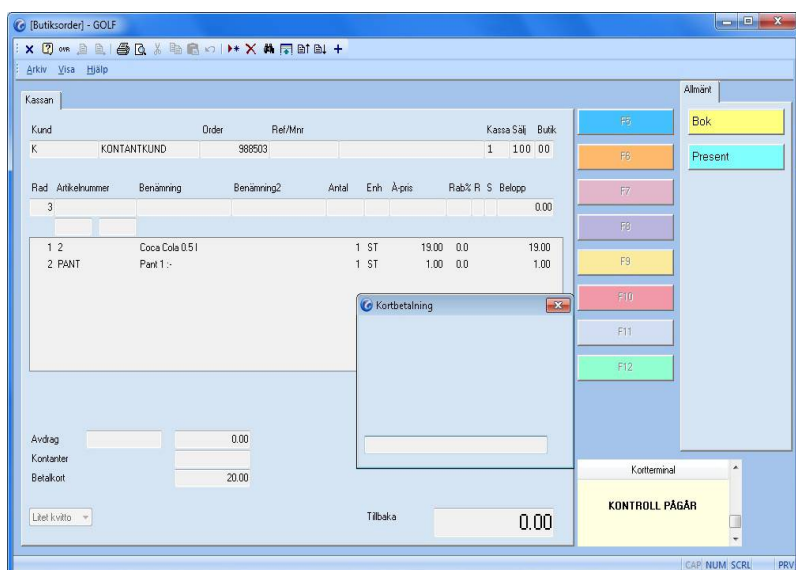 [Butiksorder] - GOLF
OVR
Arkiv Visa Hjälp
Kassan
Allmänt
Kund Order Ref/Mnr Kassa Sälj Butik
K KONTANTKUND 988503 1 100 00
Rad Artikelnummer Benämning Benämning2 Antal Enh À-pris Rab% R S Belopp
3 0.00
1 2 Coca Cola 0.5 l 1 ST 19.00 0.0 19.00
2 PANT Pant 1 :- 1 ST 1.00 0.0 1.00
Kortbetalning
F5
F6
F7
F8
F9
F10
F11
F12
Bok
Present
Avdrag 0.00
Kontanter
Betalkort 20.00
Litet kvitto
Tillbaka 0.00
Kortterminal
KONTROLL PÅGÅR
CAP NUM SCRL PRV